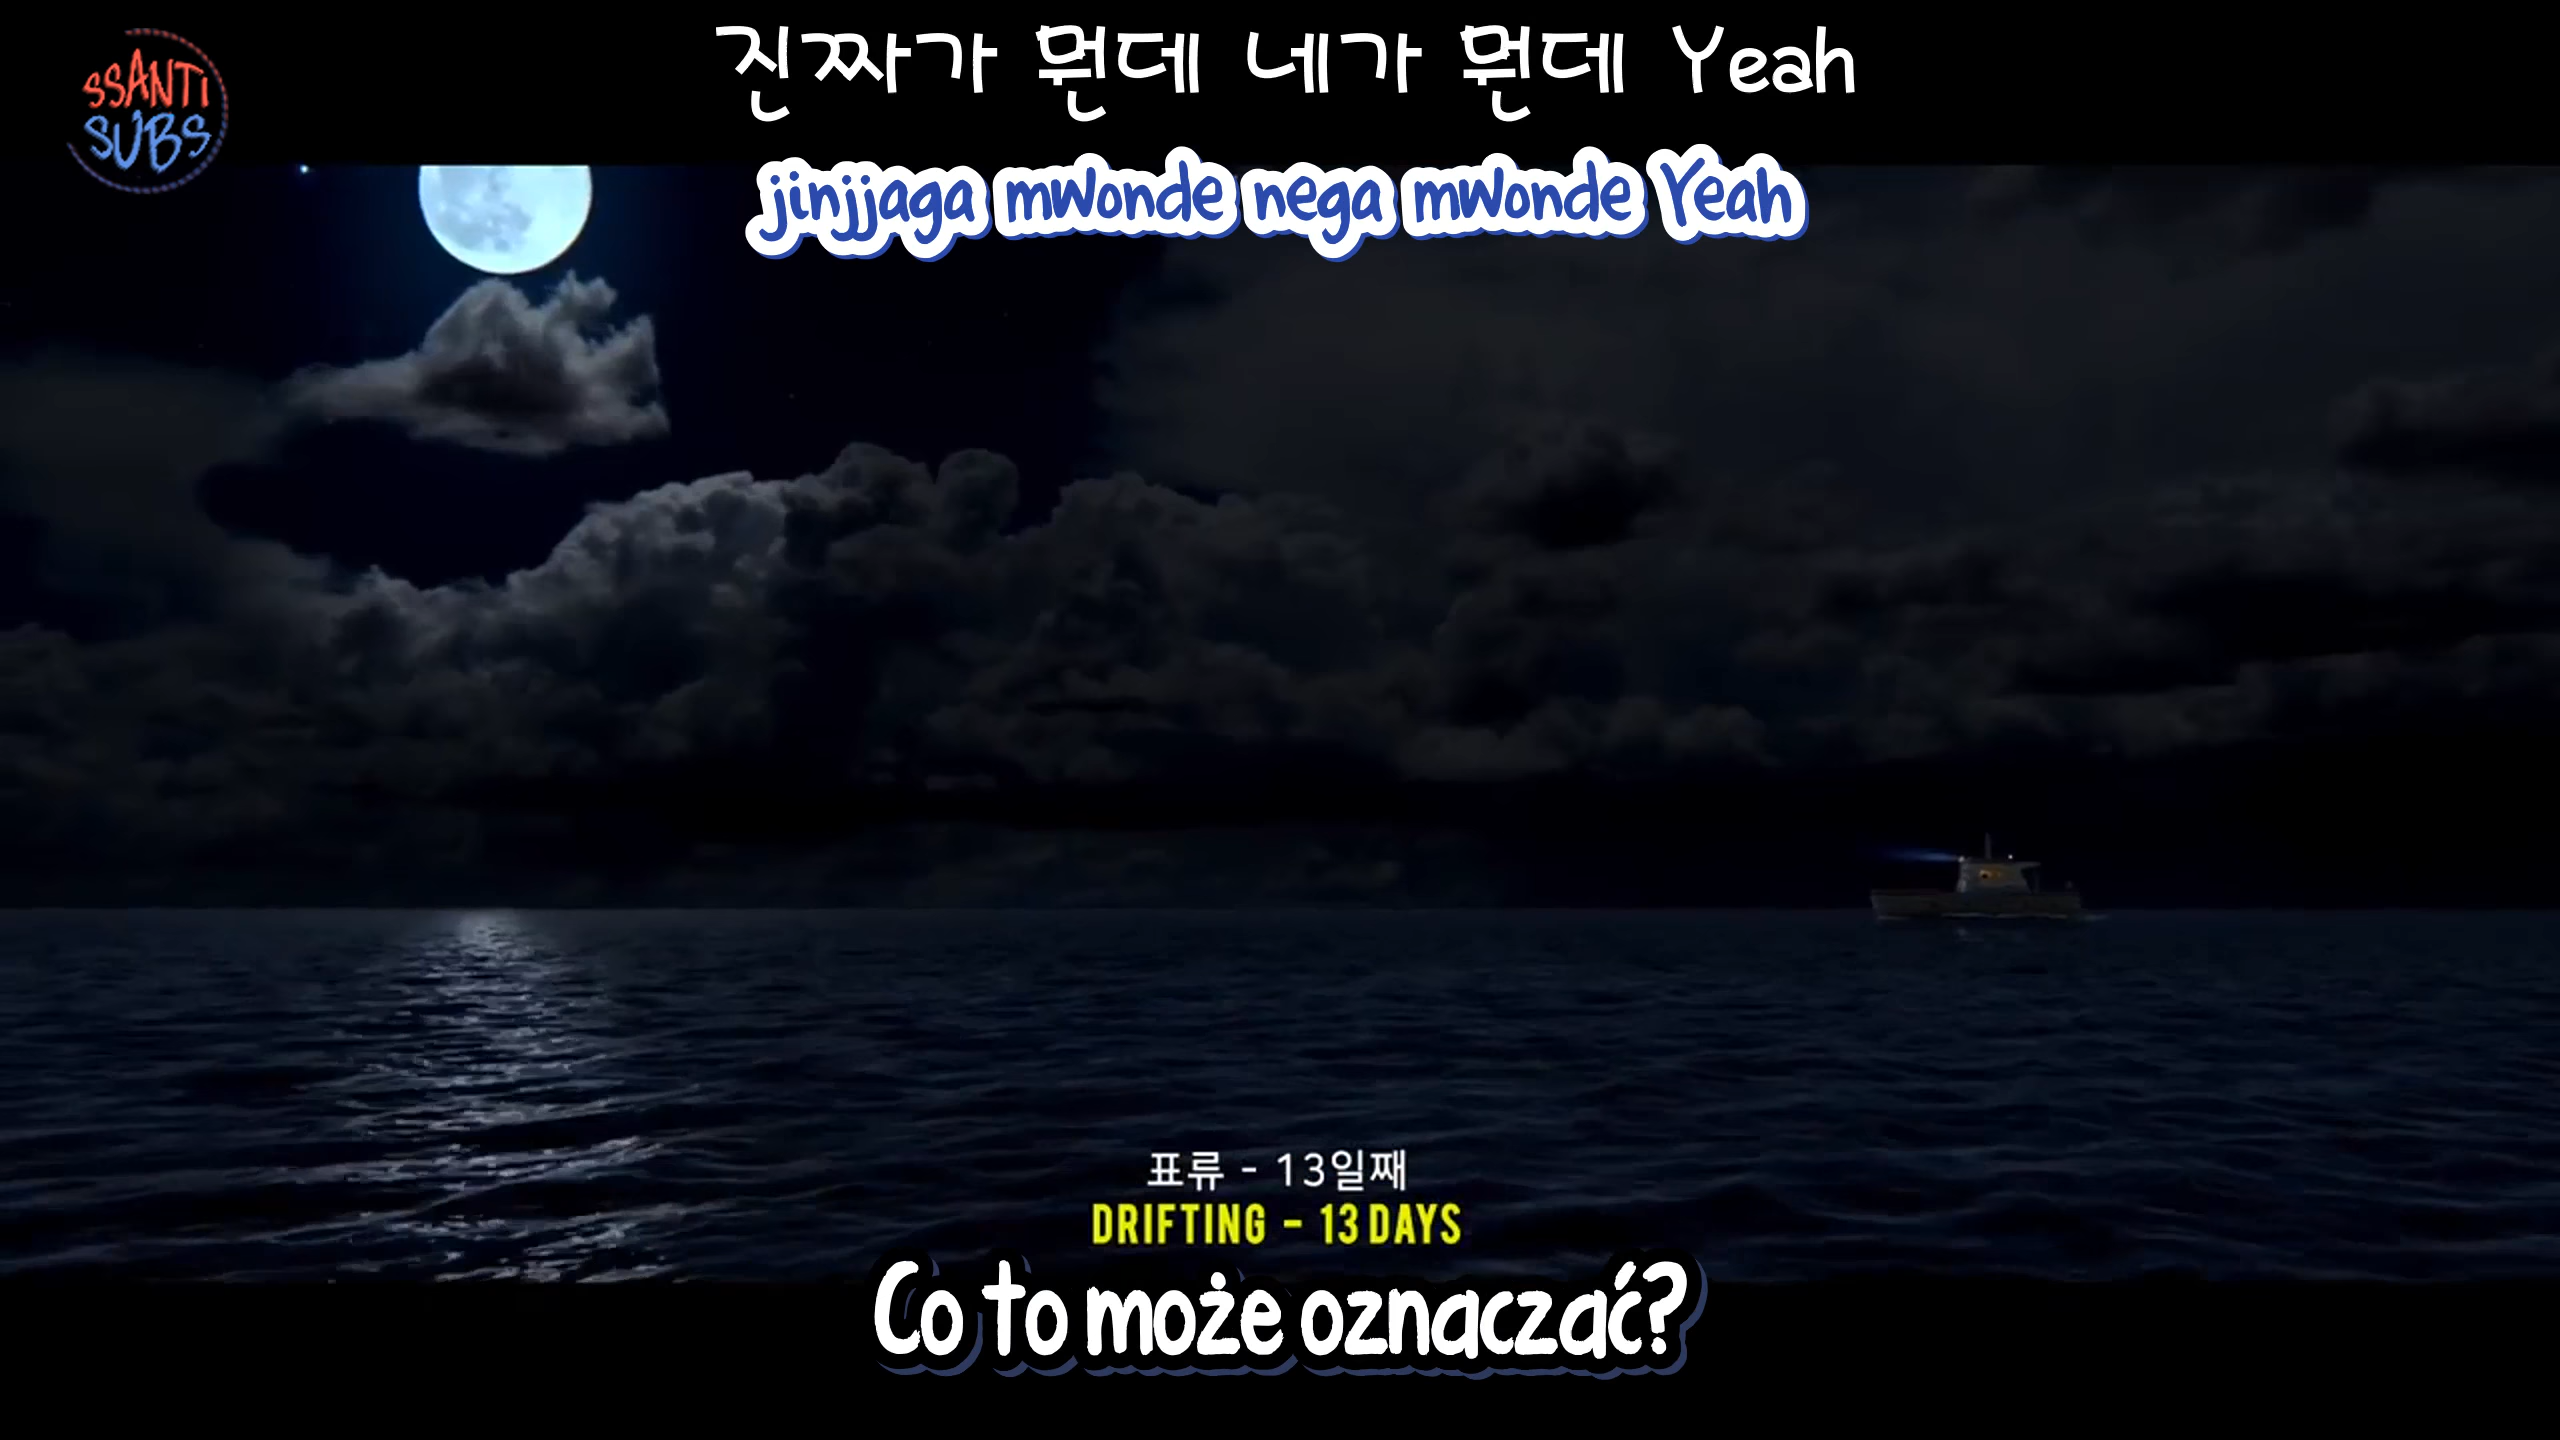 SSANTI
SUBS
진짜가 뭔데 네가 뭔데 Yeah
jinjjaga mwonde nega mwonde Yeah
표류 - 13일째
DRIFTING - 13 DAYS
Co to może oznaczać?